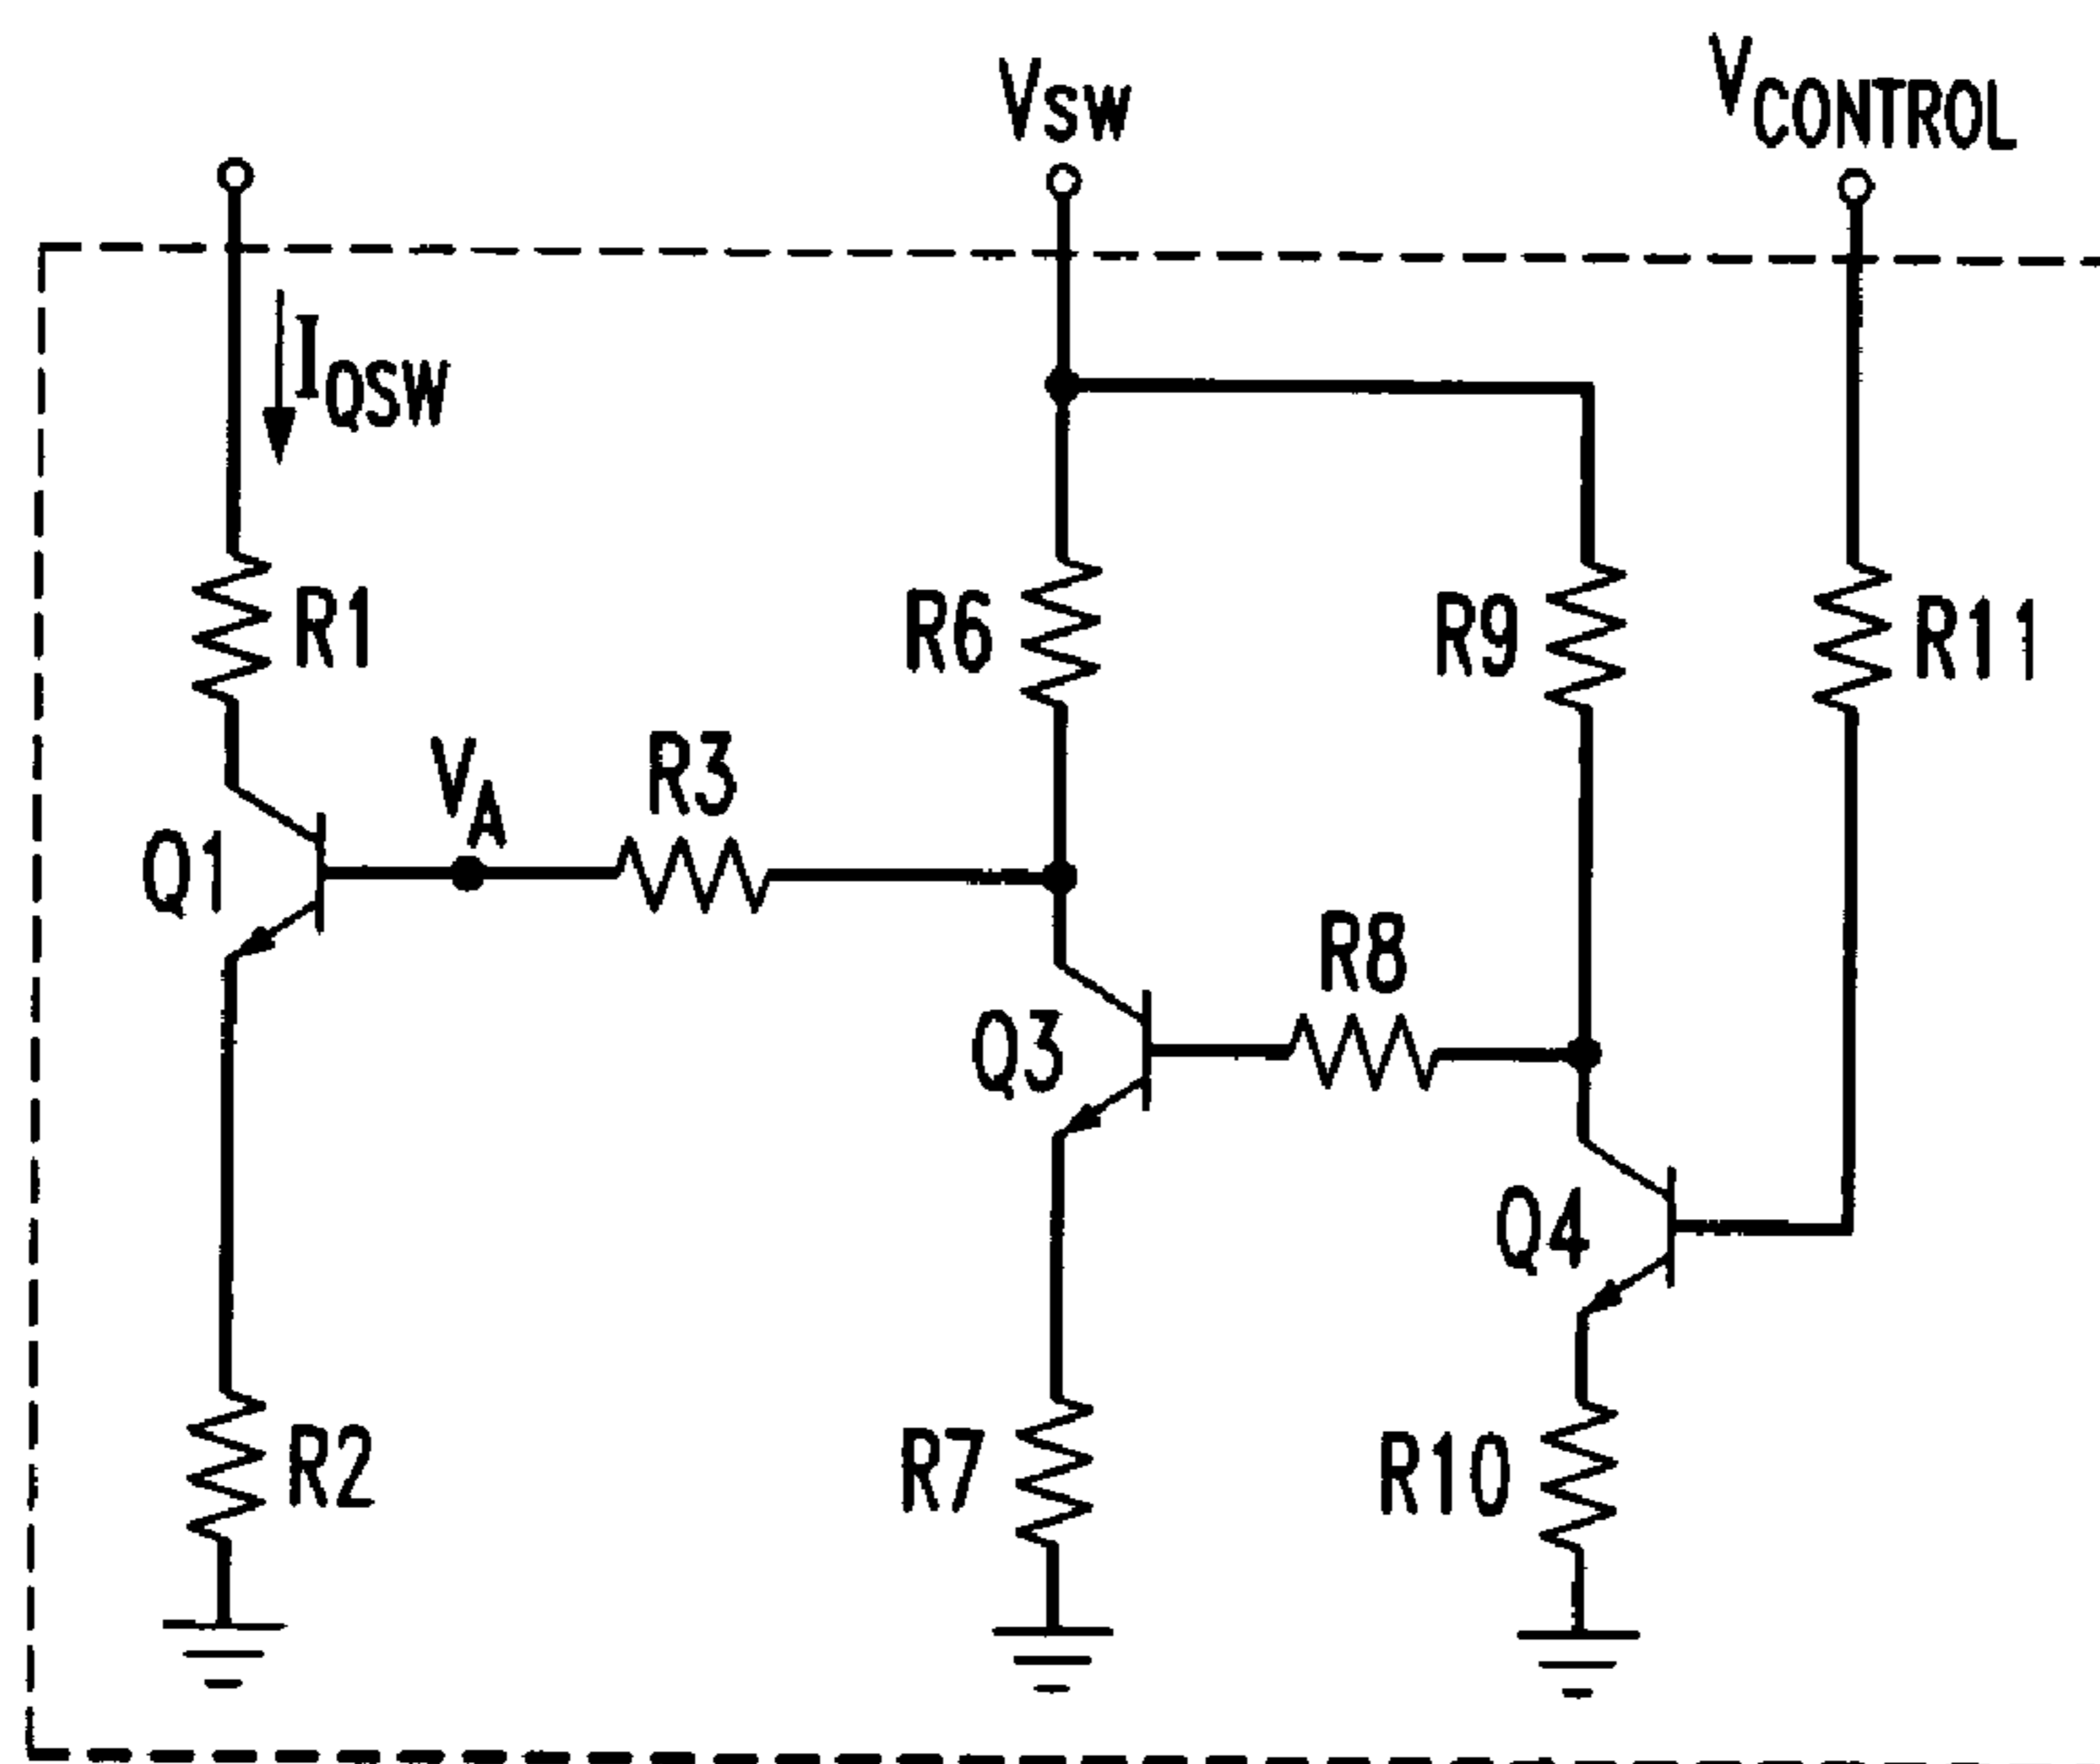 VSW
VCONTROL
IQSW
R1
R6
R9
R11
VA
R3
Q1
R8
Q3
Q4
R2
R7
R10